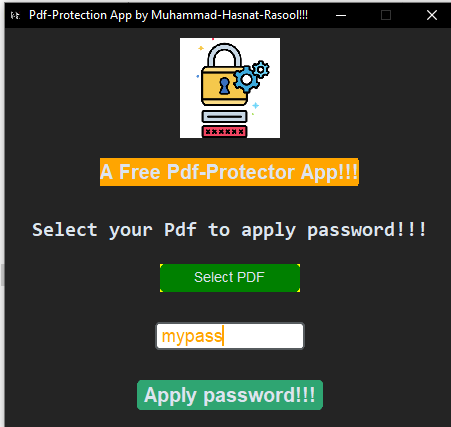 Pdf-Protection App by Muhammad-Hasnat-Rasool!!!
A Free Pdf-Protector App!!!
Select your Pdf to apply password!!!
Select PDF
mypass
Apply password!!!